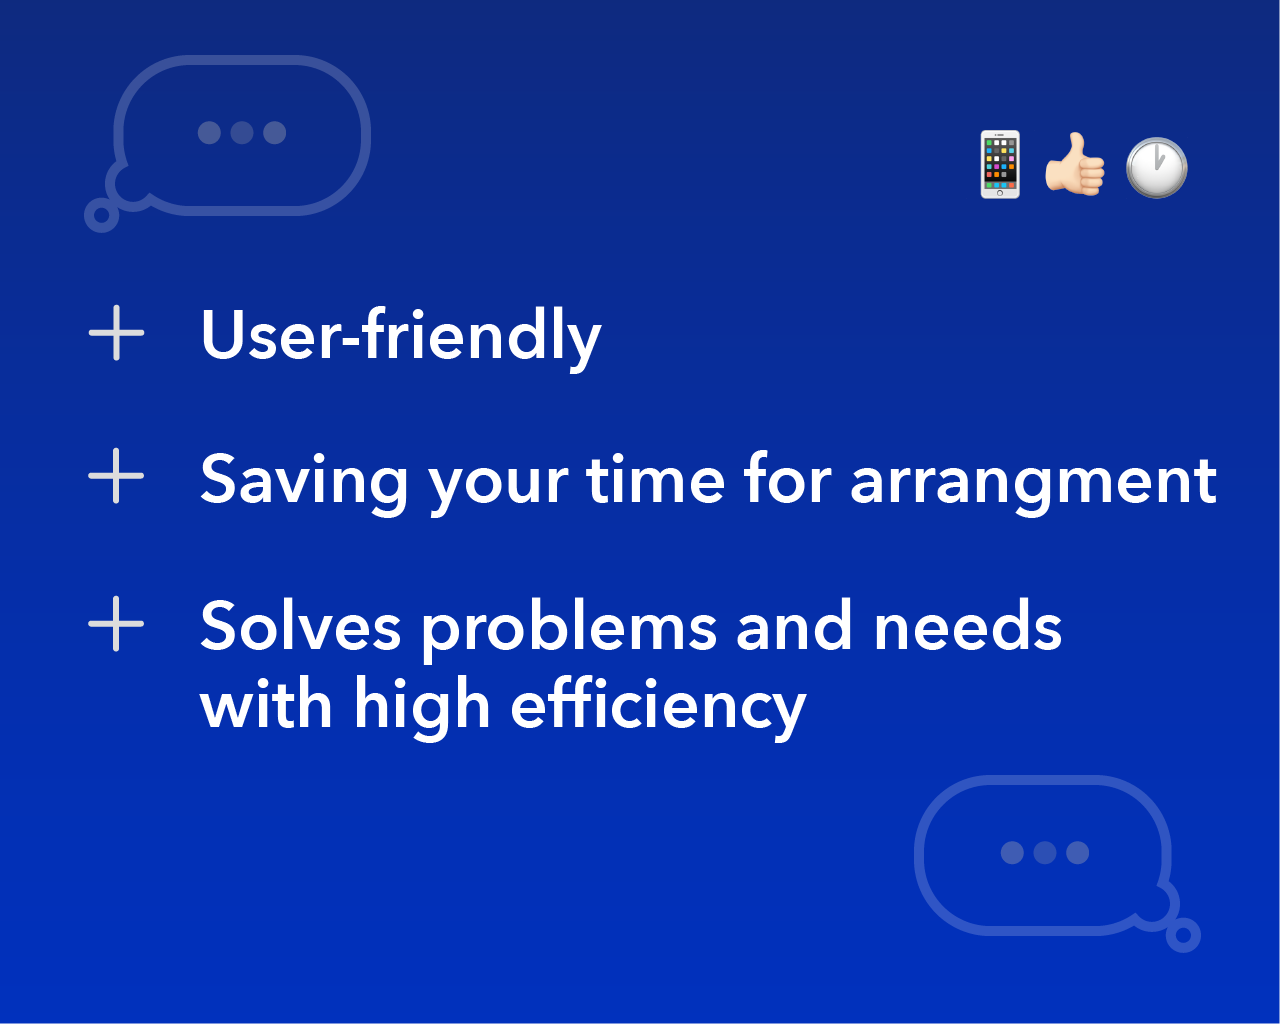 User-friendly
Saving your time for arrangment
Solves problems and needs
with high efficiency